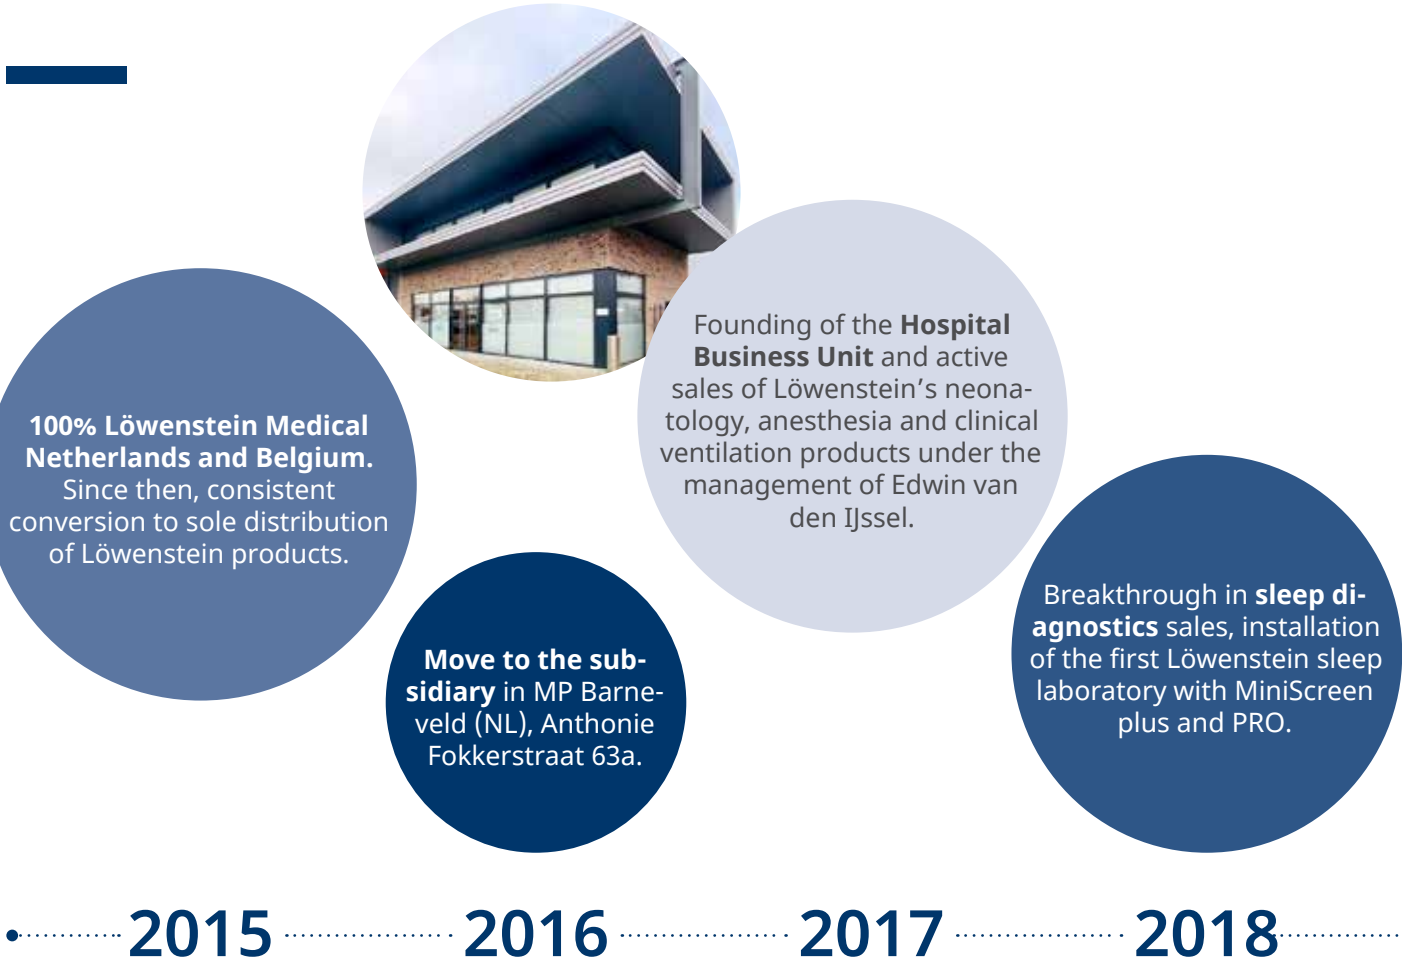 100% Löwenstein Medical
Netherlands and Belgium.
Since then, consistent
conversion to sole distribution
of Löwenstein products.
Move to the sub-
sidiary in MP Barne-
veld (NL), Anthonie
Fokkerstraat 63a.
Founding of the Hospital
Business Unit and active
sales of Löwenstein’s neona-
tology, anesthesia and clinical
ventilation products under the
management of Edwin van
den IJssel.
Breakthrough in sleep di-
agnostics sales, installation
of the first Löwenstein sleep
laboratory with MiniScreen
plus and PRO.
2015
2016
2017
2018